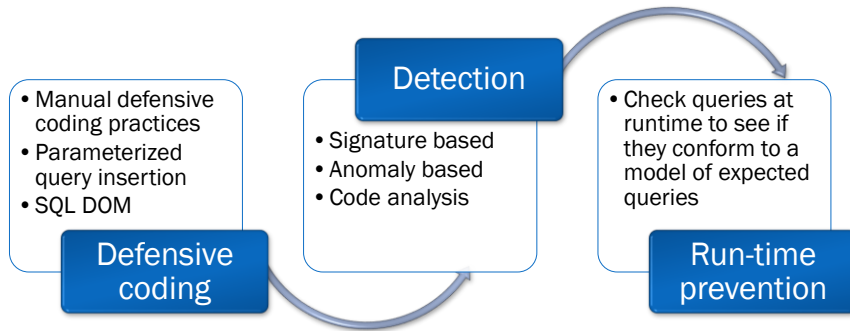 • Manual defensive
coding practices
• Parameterized
query insertion
• SQL DOM
Defensive
coding
Detection
• Signature based
• Anomaly based
• Code analysis
• Check queries at
runtime to see if
they conform to a
model of expected
queries
Run-time
prevention